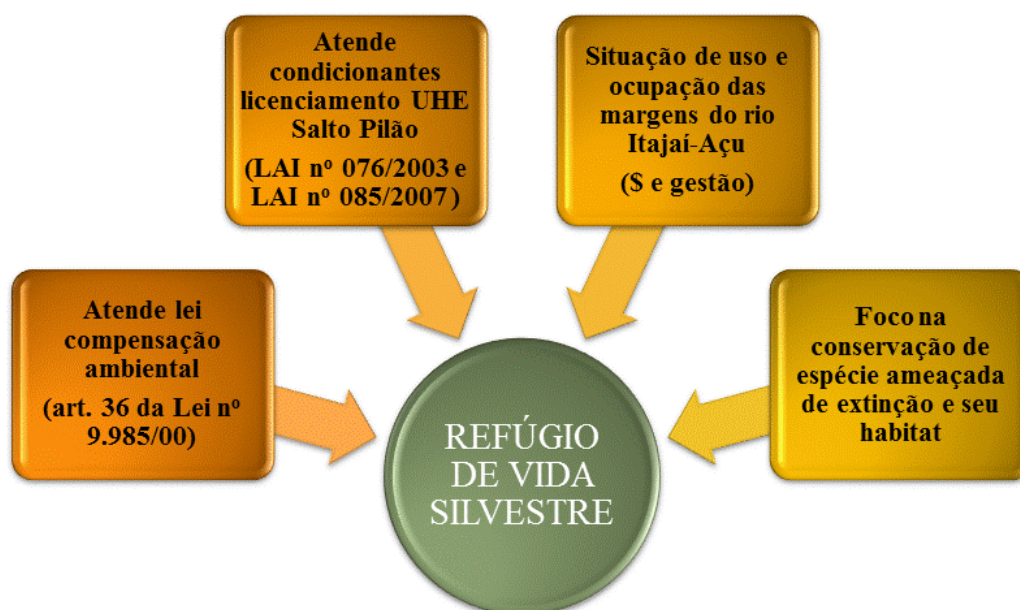 Atende
condicionantes
licenciamento UHE
Salto Pilão
(LAI nº 076/2003 e
LAI nº 085/2007)
Situação de uso e
ocupação das
margens do rio
Itajaí-Açu
($ e gestão)
Atende lei
compensação
ambiental
(art. 36 da Lei nº
9.985/00)
Foco na
conservação de
espécie ameaçada
de extinção e seu
habitat
REFÚGIO
DE VIDA
SILVESTRE